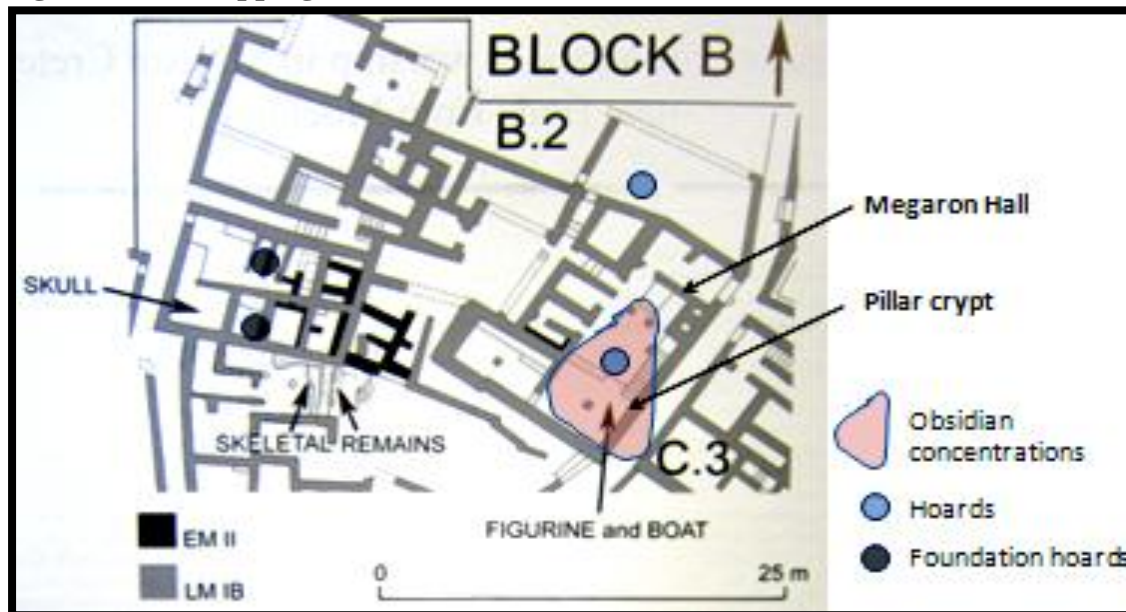 BLOCK B
B.2
Megaron Hall
Pillar crypt
SKULL
SKELETAL REMAINS
C.3
FIGURINE and BOAT
EM II
LM IB
0
25 m
Obsidian
concentrations
Hoards
Foundation hoards